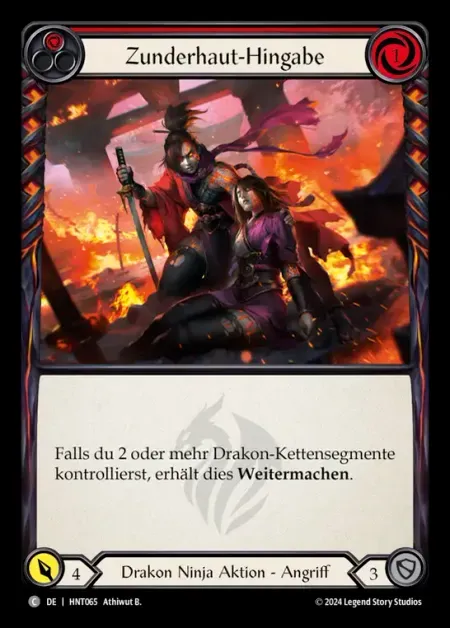 Zunderhaut-Hingabe
1
Falls du 2 oder mehr Drakon-Kettensegmente
kontrollierst, erhält dies Weitermachen.
4
Drakon Ninja Aktion - Angriff
3
C DE | HNT065 Athiwut B.
© 2024 Legend Story Studios